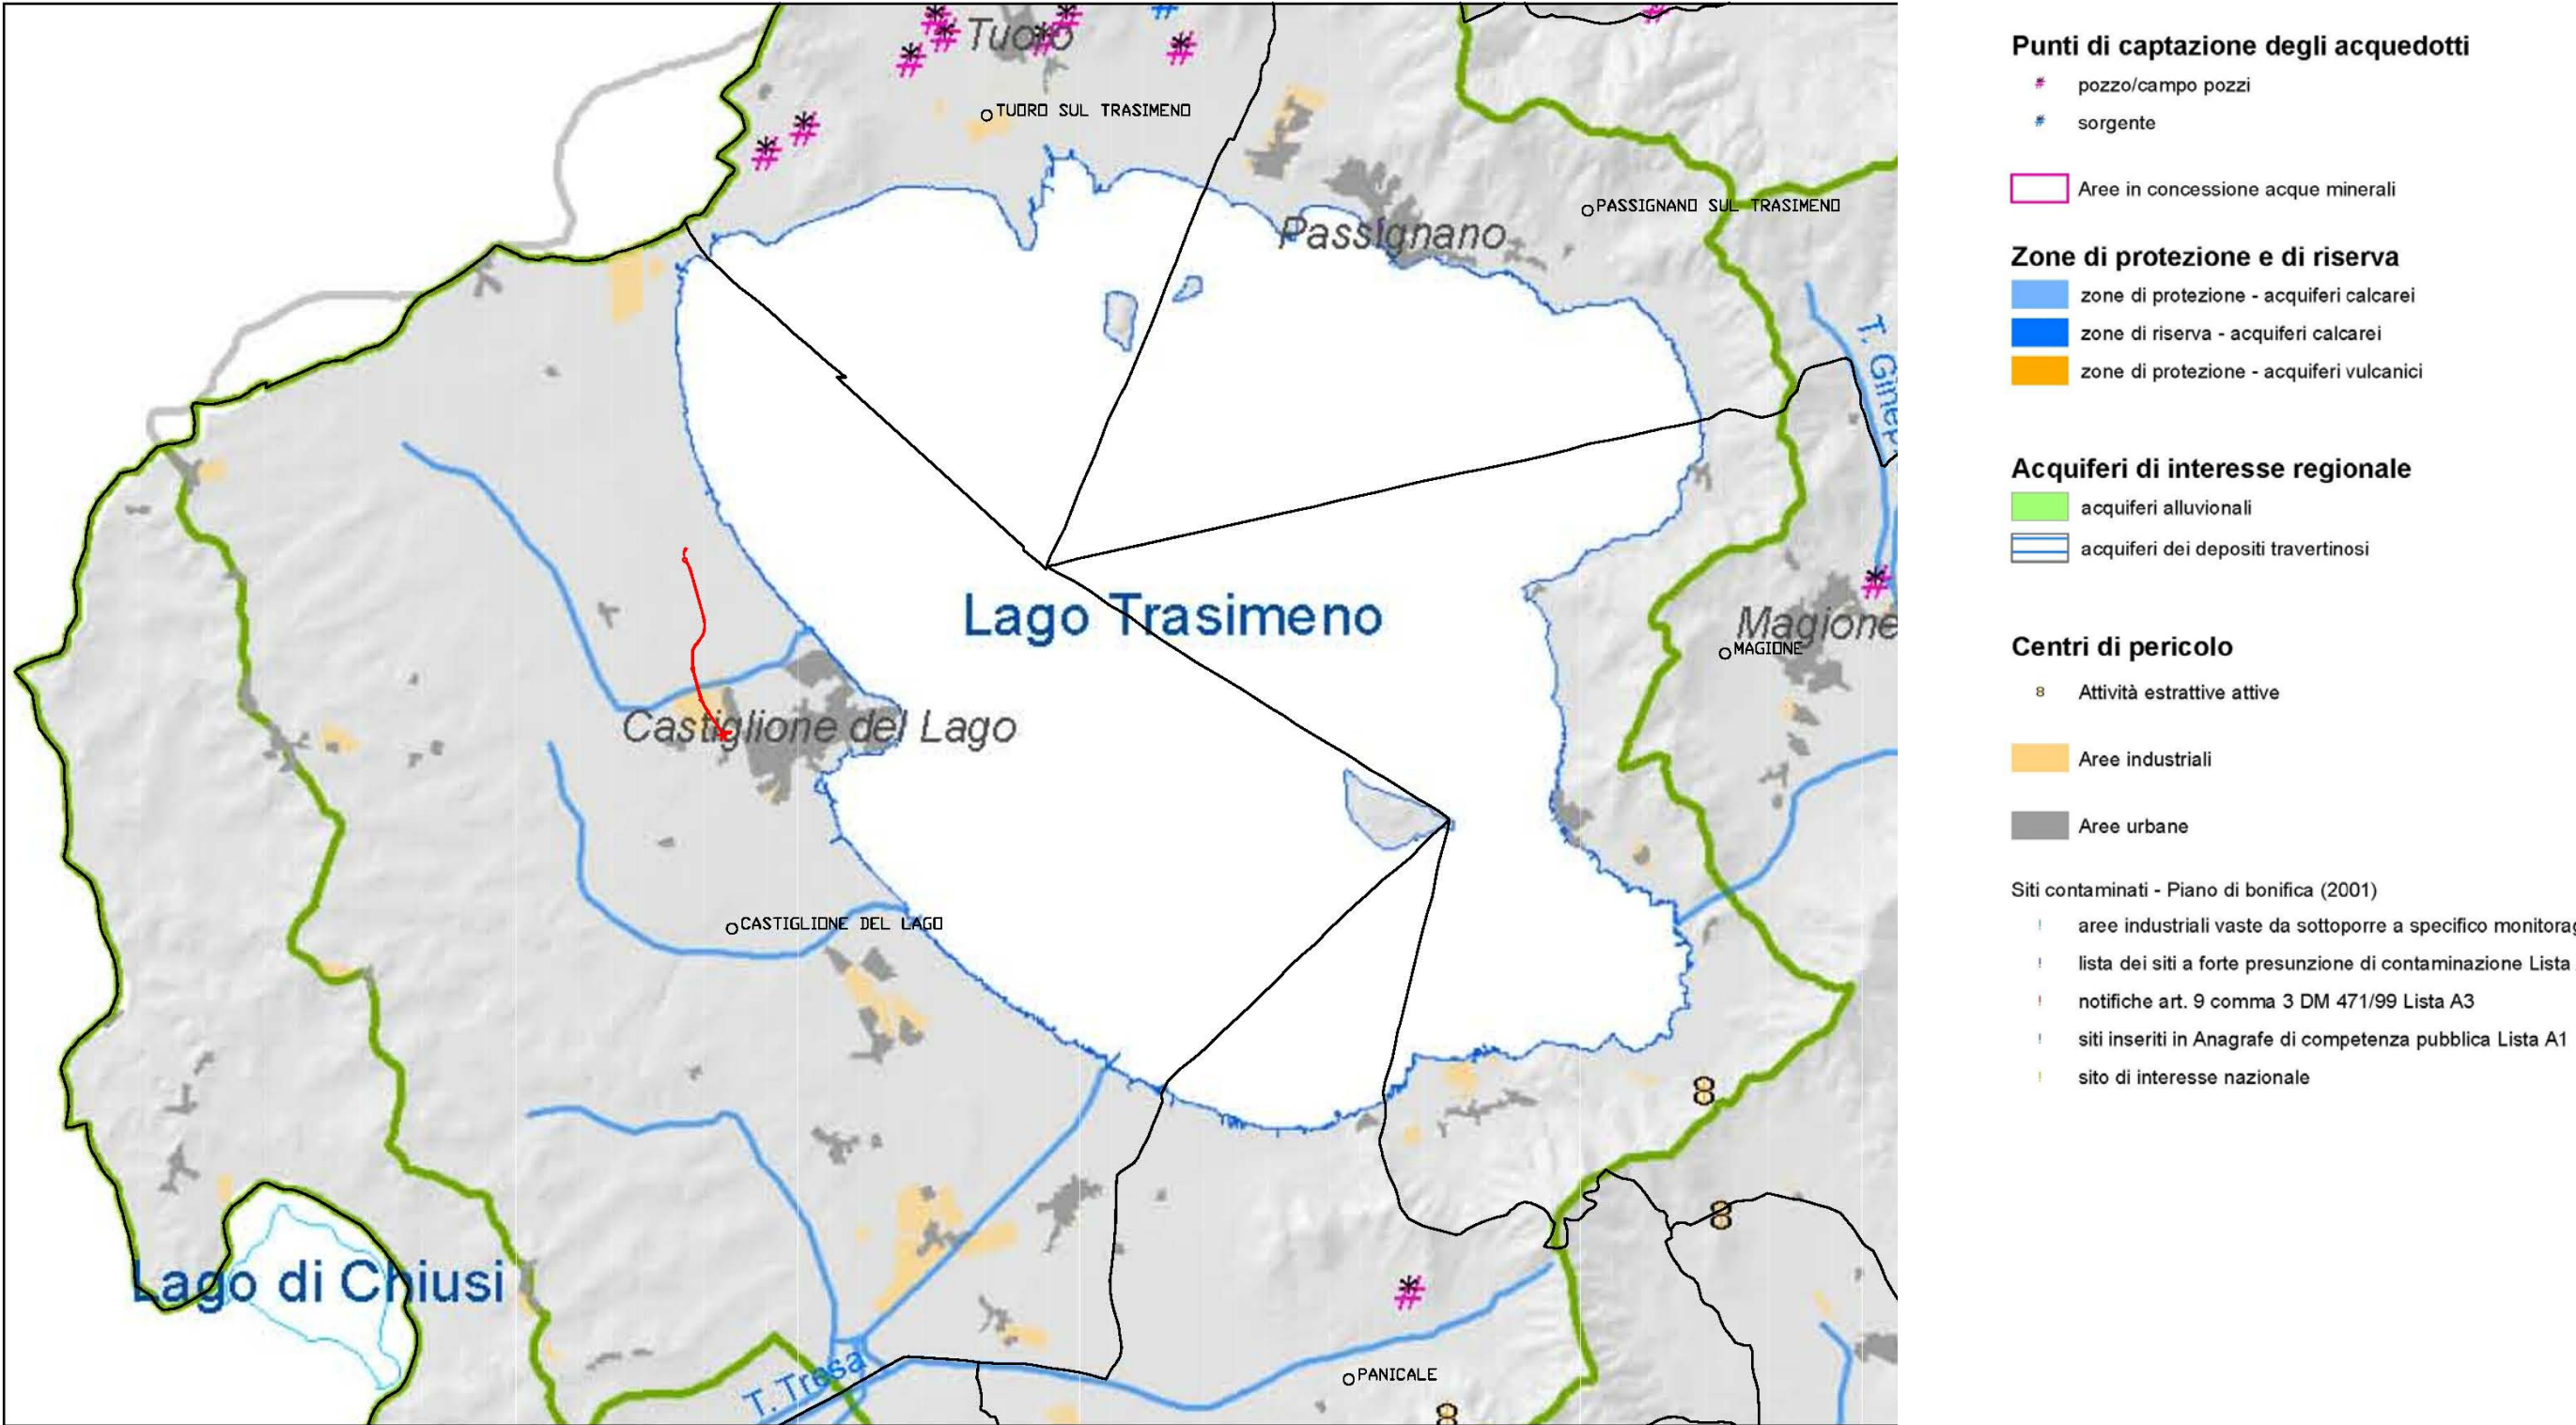 Tuoro
TUORO SUL TRASIMENO
Passignano
PASSIGNANO SUL TRASIMENO
Lago Trasimeno
Magione
MAGIONE
Castiglione del Lago
CASTIGLIONE DEL LAGO
Lago di Chiusi
T. Tresa
PANICALE
8
8
8
Punti di captazione degli acquedotti
# pozzo/campo pozzi
# sorgente
Aree in concessione acque minerali
Zone di protezione e di riserva
zone di protezione - acquiferi calcarei
zone di riserva - acquiferi calcarei
zone di protezione - acquiferi vulcanici
Acquiferi di interesse regionale
acquiferi alluvionali
acquiferi dei depositi travertinosi
Centri di pericolo
8 Attività estrattive attive
Aree industriali
Aree urbane
Siti contaminati - Piano di bonifica (2001)
! aree industriali vaste da sottoporre a specifico
! lista dei siti a forte presunzione di contaminazione Lista
! notifiche art. 9 comma 3 DM 471/99 Lista A3
! siti inseriti in Anagrafe di competenza pubblica Lista A1
! sito di interesse nazionale